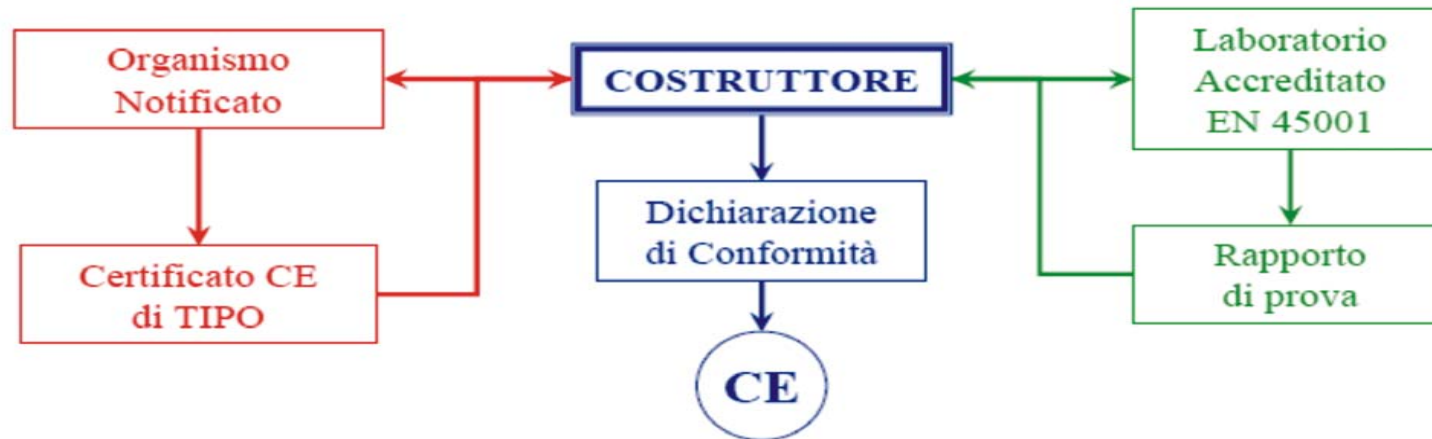 Organismo
Notificato
COSTRUTTORE
Laboratorio
Accreditato
EN 45001
Dichiarazione
di Conformità
Certificato CE
di TIPO
Rapporto
di prova
CE